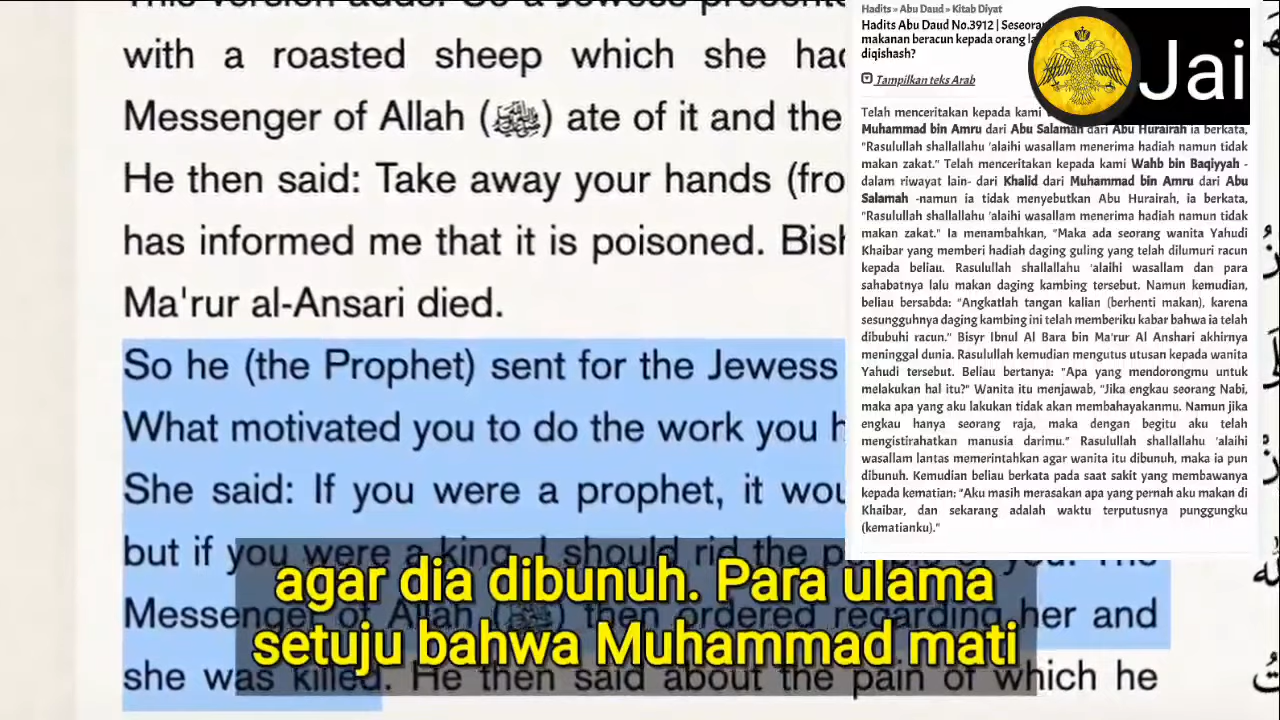 with a roasted sheep which she had
Messenger of Allah (ﷺ) ate of it and the
He then said: Take away your hands (fro
has informed me that it is poisoned. Bish
Ma'rur al-Ansari died.
So he (the Prophet) sent for the Jewess
What motivated you to do the work you h
She said: If you were a prophet, it wou
but if you were a king, I should rid the p of you. The
Messenger of Allah (ﷺ) then ordered regarding her and
she was killed. He then said about the pain of which he
Hadits » Abu Daud » Kitab Diyat
Hadits Abu Daud No.3912 | Seseoran
makanan beracun kepada orang la
diqishash?
Tampilkan teks Arab
Jai
Telah menceritakan kepada kami
Muhammad bin Amru dari Abu Salamah dari Abu Hurairah ia berkata,
"Rasulullah shallallahu 'alaihi wasallam menerima hadiah namun tidak
makan zakat." Telah menceritakan kepada kami Wahb bin Baqiyyah -
dalam riwayat lain- dari Khalid dari Muhammad bin Amru dari Abu
Salamah -namun ia tidak menyebutkan Abu Hurairah, ia berkata,
"Rasulullah shallallahu 'alaihi wasallam menerima hadiah namun tidak
makan zakat." Ia menambahkan, "Maka ada seorang wanita Yahudi
Khaibar yang memberi hadiah daging guling yang telah dilumuri racun
kepada beliau. Rasulullah shallallahu 'alaihi wasallam dan para
sahabatnya lalu makan daging kambing tersebut. Namun kemudian,
beliau bersabda: "Angkatlah tangan kalian (berhenti makan), karena
sesungguhnya daging kambing ini telah memberiku kabar bahwa ia telah
dibubuhi racun." Bisyr Ibnul Al Bara bin Ma'rur Al Anshari akhirnya
meninggal dunia. Rasulullah kemudian mengutus utusan kepada wanita
Yahudi tersebut. Beliau bertanya: "Apa yang mendorongmu untuk
melakukan hal itu?" Wanita itu menjawab, "Jika engkau seorang Nabi,
maka apa yang aku lakukan tidak akan membahayakanmu. Namun jika
engkau hanya seorang raja, maka dengan begitu aku telah
mengistirahatkan manusia darimu." Rasulullah shallallahu 'alaihi
wasallam lantas memerintahkan agar wanita itu dibunuh, maka ia pun
dibunuh. Kemudian beliau berkata pada saat sakit yang membawanya
kepada kematian: "Aku masih merasakan apa yang pernah aku makan di
Khaibar, dan sekarang adalah waktu terputusnya punggungku
(kematianku)."
agar dia dibunuh. Para ulama
setuju bahwa Muhammad mati